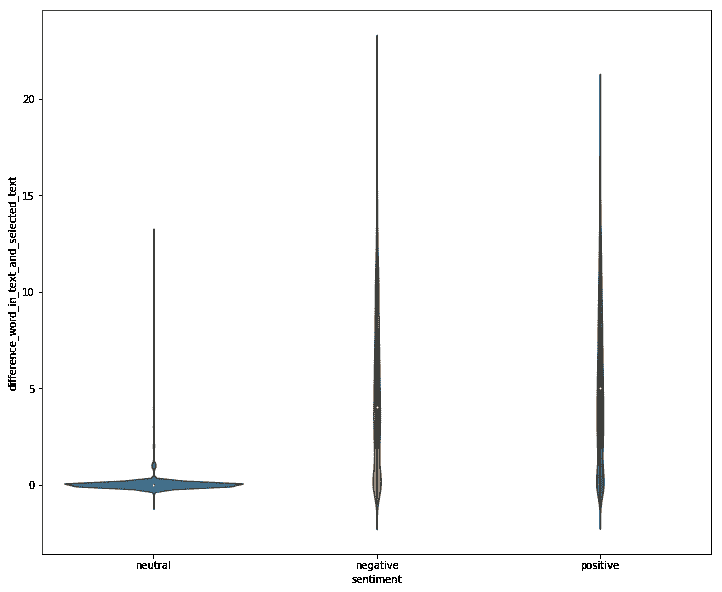 20
15
10
5
0
difference_word_in_text_and_selected_text
neutral
negative
positive
sentiment